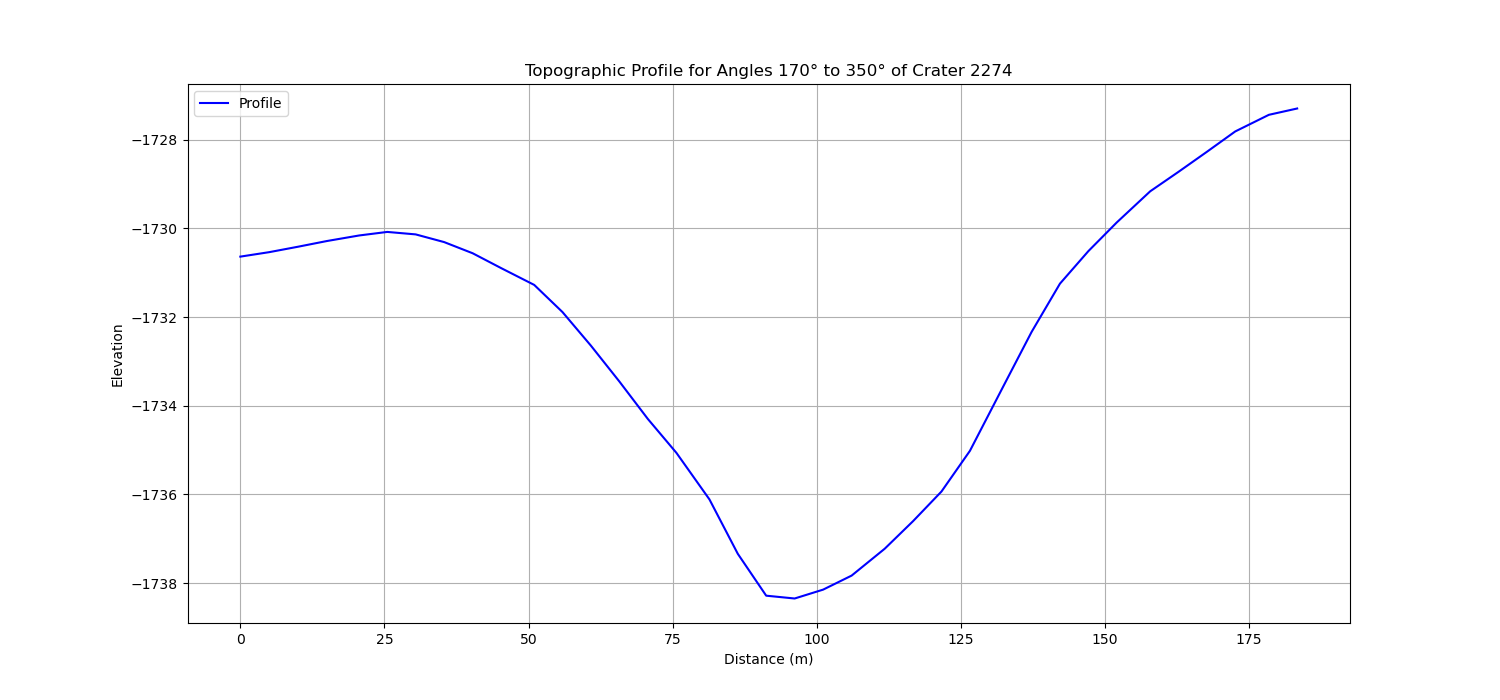 Topographic Profile for Angles 170° to 350° of Crater 2274
Profile
−1728
−1730
−1732
−1734
−1736
−1738
Elevation
0 25 50 75 100 125 150 175
Distance (m)